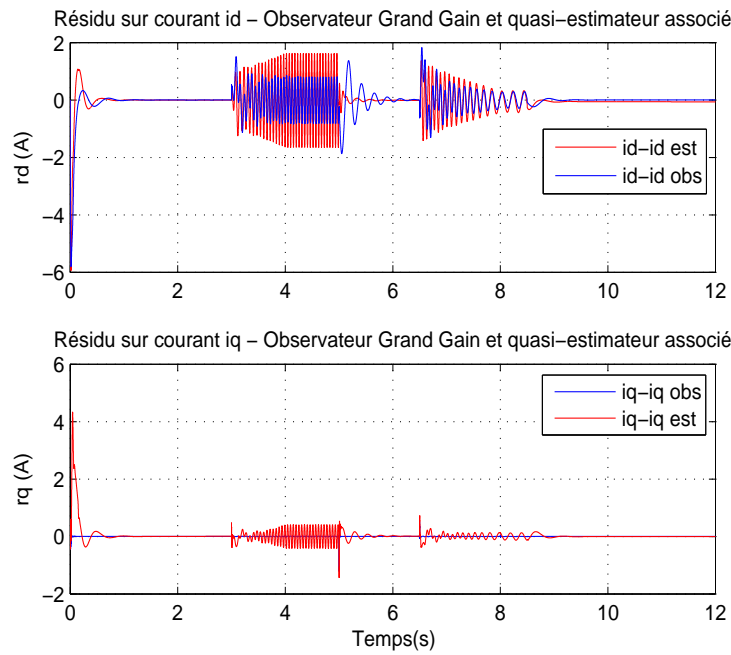 Résidu sur courant id − Observateur Grand Gain et quasi−estimateur associé
2
0
−2
−4
−6
rd (A)
id−id est
id−id obs
0 2 4 6 8 10 12
Résidu sur courant iq − Observateur Grand Gain et quasi−estimateur associé
6
4
2
0
−2
rq (A)
iq−iq obs
iq−iq est
0 2 4 6 8 10 12
Temps(s)